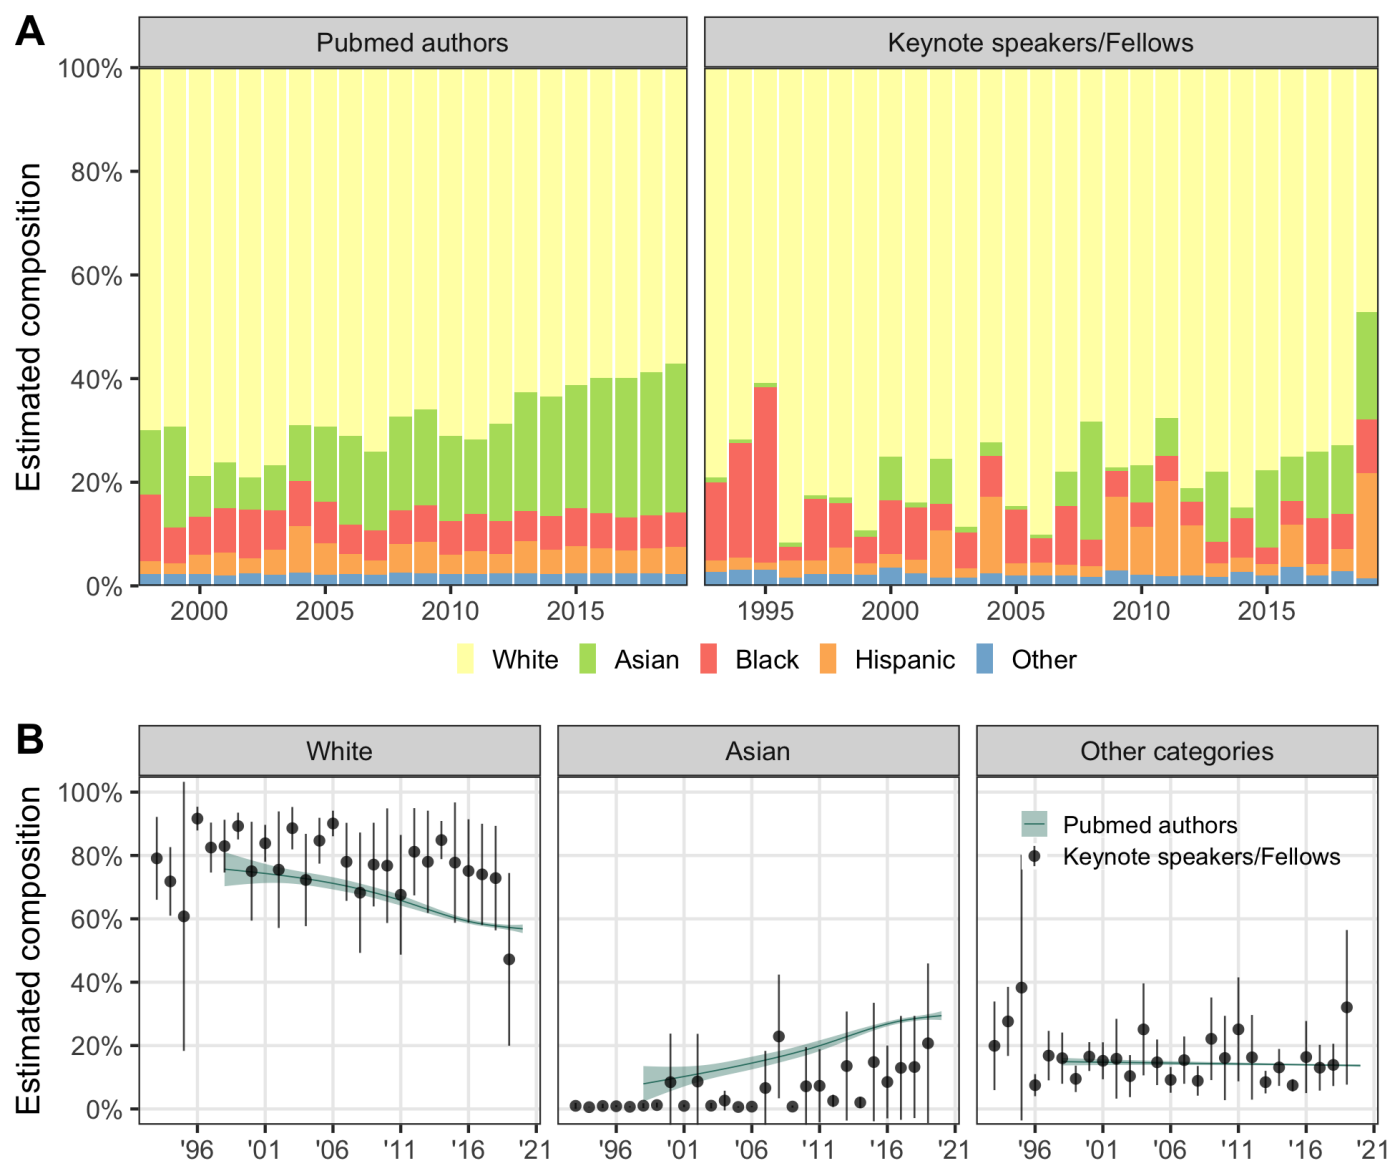 A
Pubmed authors
Keynote speakers/Fellows
Estimated composition
100%
80%
60%
40%
20%
0%
2000
2005
2010
2015
1995
2000
2005
2010
2015
White
Asian
Black
Hispanic
Other
B
White
Asian
Other categories
Estimated composition
100%
80%
60%
40%
20%
0%
Pubmed authors
Keynote speakers/Fellows
'96
'01
'06
'11
'16
'21
'96
'01
'06
'11
'16
'21
'96
'01
'06
'11
'16
'21